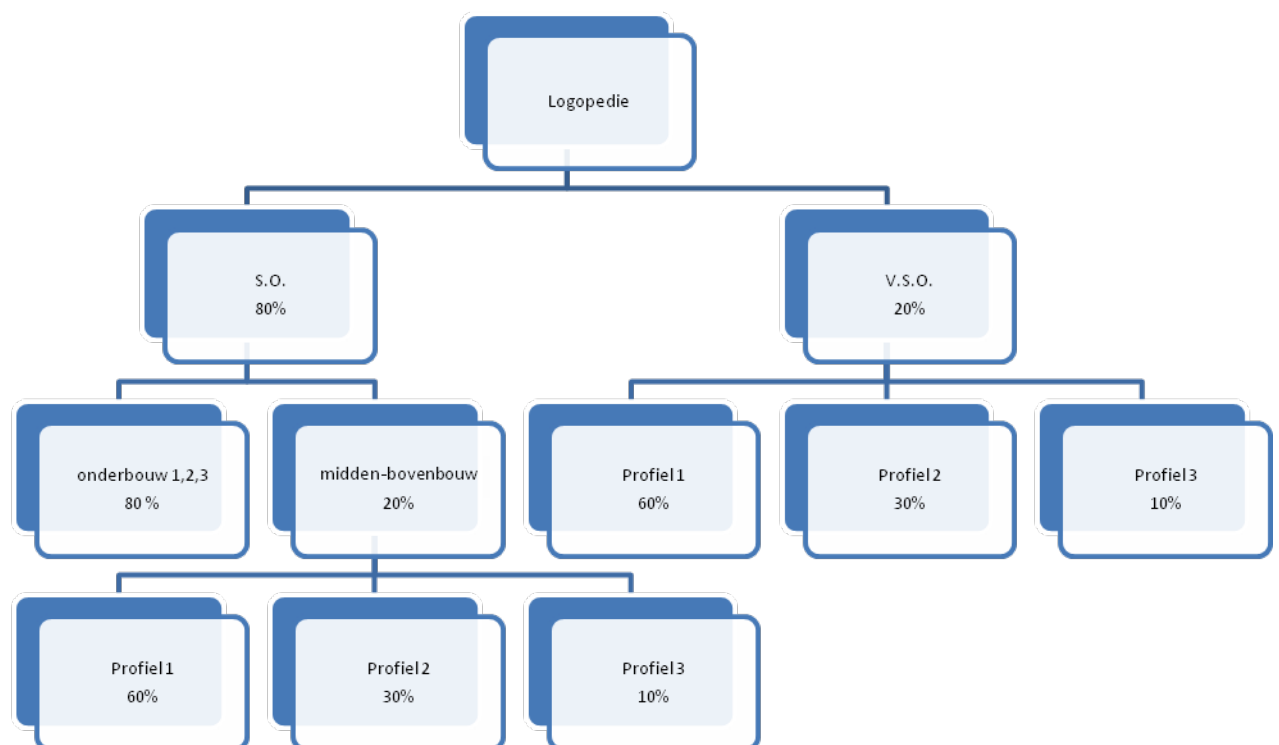 Logopedie
S.O.
80%
V.S.O.
20%
onderbouw 1,2,3
80 %
midden-bovenbouw
20%
Profiel 1
60%
Profiel 2
30%
Profiel 3
10%
Profiel 1
60%
Profiel 2
30%
Profiel 3
10%